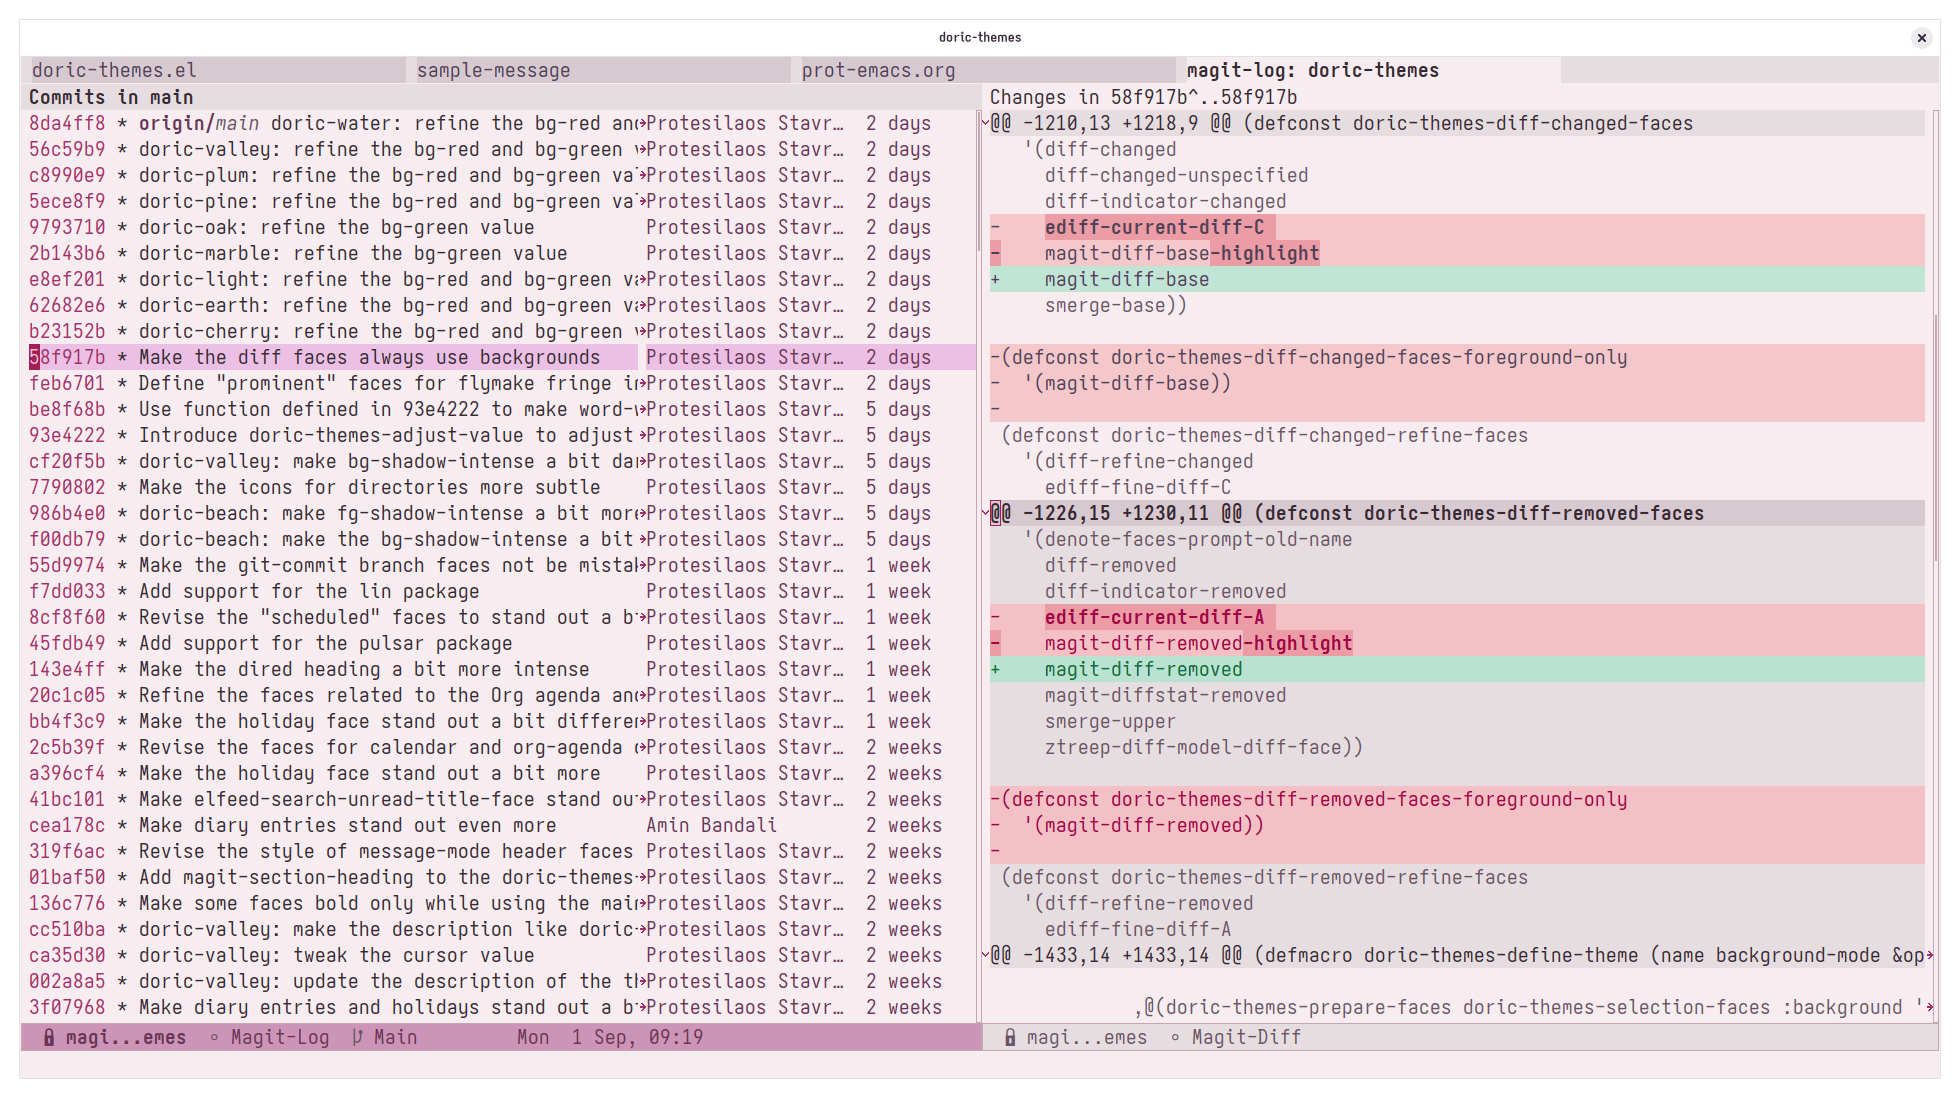 doric-themes
doric-themes.el sample-message prot-emacs.org magit-log: doric-themes
Commits in main
8da4ff8 * origin/main doric-water: refine the bg-red and Protesilaos Stavr… 2 days
56c59b9 * doric-valley: refine the bg-red and bg-green Protesilaos Stavr… 2 days
c8990e9 * doric-plum: refine the bg-red and bg-green va Protesilaos Stavr… 2 days
5ece8f9 * doric-pine: refine the bg-red and bg-green va Protesilaos Stavr… 2 days
9793710 * doric-oak: refine the bg-green value Protesilaos Stavr… 2 days
2b143b6 * doric-marble: refine the bg-green value Protesilaos Stavr… 2 days
e8ef201 * doric-light: refine the bg-red and bg-green v Protesilaos Stavr… 2 days
62682e6 * doric-earth: refine the bg-red and bg-green v Protesilaos Stavr… 2 days
b23152b * doric-cherry: refine the bg-red and bg-green Protesilaos Stavr… 2 days
58f917b * Make the diff faces always use backgrounds Protesilaos Stavr… 2 days
feb6701 * Define "prominent" faces for flymake fringe i Protesilaos Stavr… 2 days
be8f68b * Use function defined in 93e4222 to make word- Protesilaos Stavr… 5 days
93e4222 * Introduce doric-themes-adjust-value to adjust Protesilaos Stavr… 5 days
cf20f5b * doric-valley: make bg-shadow-intense a bit da Protesilaos Stavr… 5 days
7790802 * Make the icons for directories more subtle Protesilaos Stavr… 5 days
986b4e0 * doric-beach: make fg-shadow-intense a bit more Protesilaos Stavr… 5 days
f00db79 * doric-beach: make the bg-shadow-intense a bit Protesilaos Stavr… 5 days
55d9974 * Make the git-commit branch faces not be mista Protesilaos Stavr… 1 week
f7dd033 * Add support for the lin package Protesilaos Stavr… 1 week
8cf8f60 * Revise the "scheduled" faces to stand out a b Protesilaos Stavr… 1 week
45fdb49 * Add support for the pulsar package Protesilaos Stavr… 1 week
143e4ff * Make the dired heading a bit more intense Protesilaos Stavr… 1 week
20c1c05 * Refine the faces related to the Org agenda and Protesilaos Stavr… 1 week
bb4f3c9 * Make the holiday face stand out a bit differe Protesilaos Stavr… 1 week
2c5b39f * Revise the faces for calendar and org-agenda Protesilaos Stavr… 2 weeks
a396cf4 * Make the holiday face stand out a bit more Protesilaos Stavr… 2 weeks
41bc101 * Make elfeed-search-unread-title-face stand ou Protesilaos Stavr… 2 weeks
cea178c * Make diary entries stand out even more Amin Bandali 2 weeks
319f6ac * Revise the style of message-mode header faces Protesilaos Stavr… 2 weeks
01baf50 * Add magit-section-heading to the doric-themes- Protesilaos Stavr… 2 weeks
136c776 * Make some faces bold only while using the mai Protesilaos Stavr… 2 weeks
cc510ba * doric-valley: make the description like doric- Protesilaos Stavr… 2 weeks
ca35d30 * doric-valley: tweak the cursor value Protesilaos Stavr… 2 weeks
002a8a5 * doric-valley: update the description of the th Protesilaos Stavr… 2 weeks
3f07968 * Make diary entries and holidays stand out a b Protesilaos Stavr… 2 weeks
magi...emes ∘ Magit-Log Main Mon 1 Sep, 09:19
Changes in 58f917b^..58f917b
@@ -1210,13 +1218,9 @@ (defconst doric-themes-diff-changed-faces
'(diff-changed
diff-changed-unspecified
diff-indicator-changed
- ediff-current-diff-C
- magit-diff-base-highlight
+ magit-diff-base
smerge-base))
-(defconst doric-themes-diff-changed-faces-foreground-only
- '(magit-diff-base))
-
(defconst doric-themes-diff-changed-refine-faces
'(diff-refine-changed
ediff-fine-diff-C
@@ -1226,15 +1230,11 @@ (defconst doric-themes-diff-removed-faces
'(denote-faces-prompt-old-name
diff-removed
diff-indicator-removed
- ediff-current-diff-A
- magit-diff-removed-highlight
+ magit-diff-removed
magit-diffstat-removed
smerge-upper
ztreep-diff-model-diff-face))
-(defconst doric-themes-diff-removed-faces-foreground-only
- '(magit-diff-removed))
-
(defconst doric-themes-diff-removed-refine-faces
'(diff-refine-removed
ediff-fine-diff-A
@@ -1433,14 +1433,14 @@ (defmacro doric-themes-define-theme (name background-mode &op
,@(doric-themes-prepare-faces doric-themes-selection-faces :background '
magi...emes ∘ Magit-Diff